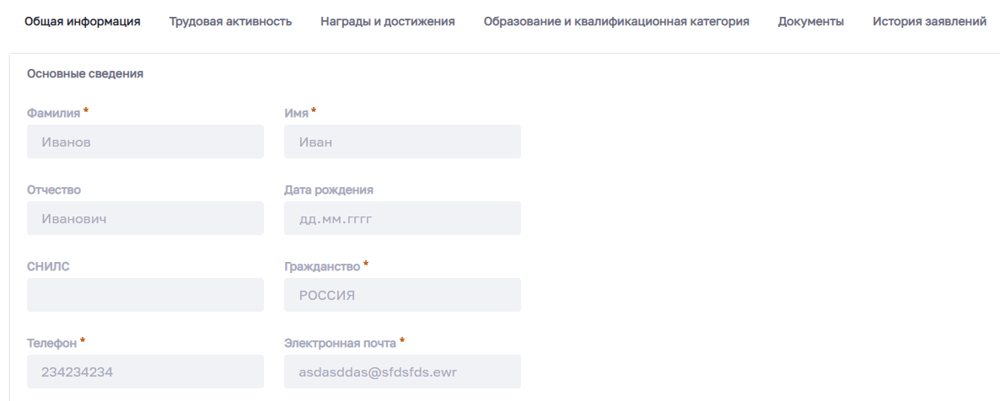 Общая информация Трудовая активность Награды и достижения Образование и квалификационная категория Документы История заявлений
Основные сведения
Фамилия * Имя *
Иванов Иван
Отчество Дата рождения
Иванович дд.мм.гггг
СНИЛС Гражданство *
РОССИЯ
Телефон * Электронная почта *
234234234 asdasddas@sfdsfds.ewr